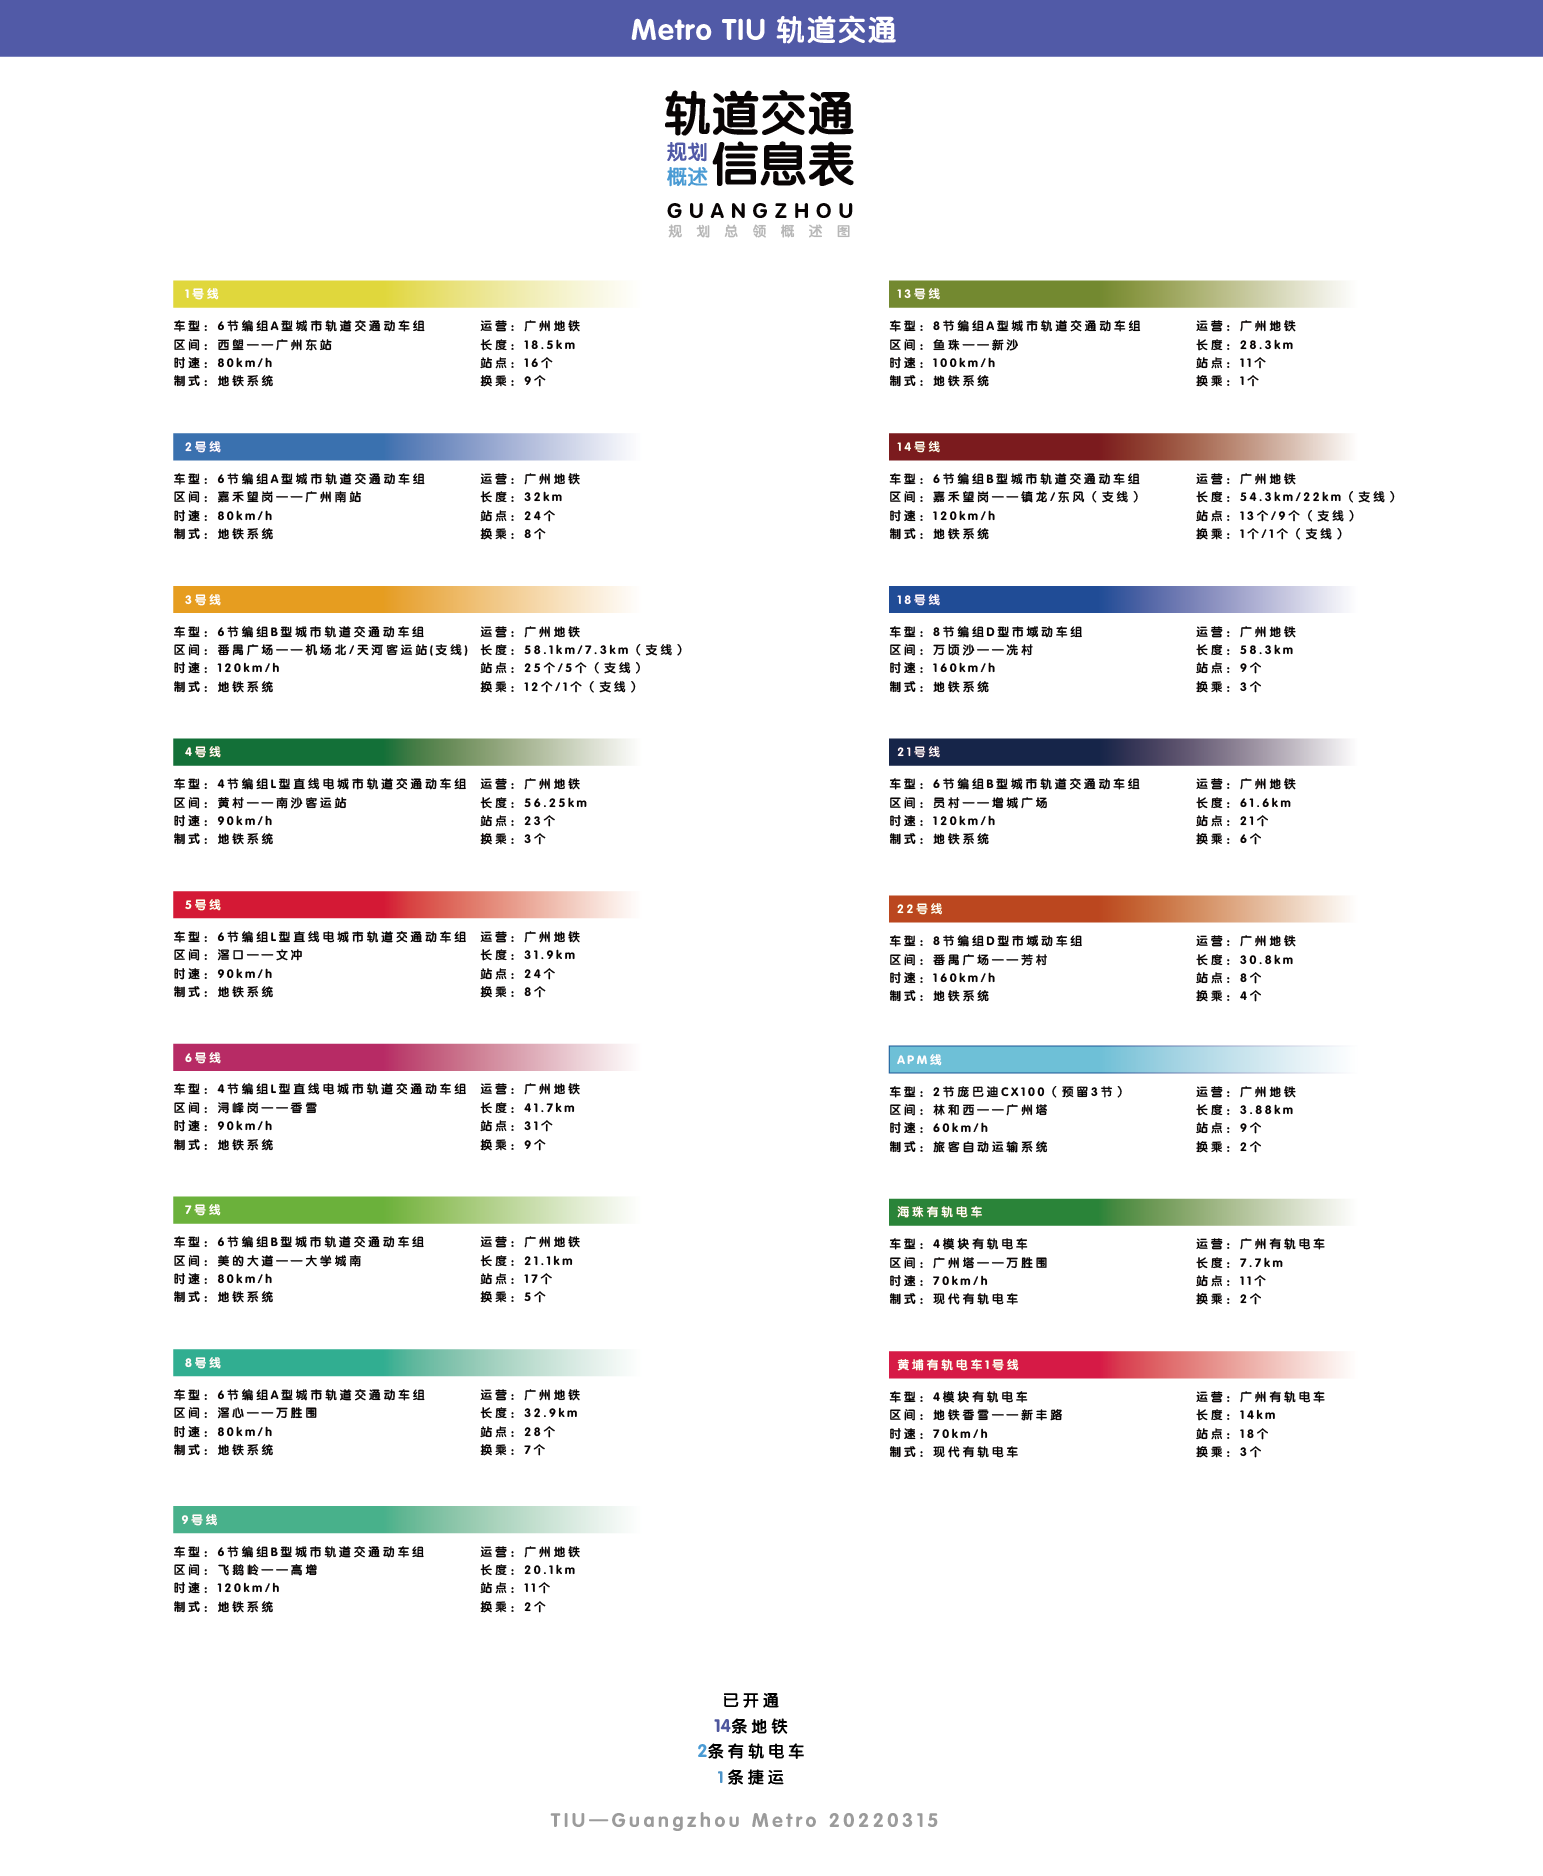 Metro TIU 轨道交通
轨道交通
规划
概述
信息表
GUANGZHOU
规划总领概述图
1号线
车型：6节编组A型城市轨道交通动车组 运营：广州地铁
区间：西塱——广州东站 长度：18.5km
时速：80km/h 站点：16个
制式：地铁系统 换乘：9个
2号线
车型：6节编组A型城市轨道交通动车组 运营：广州地铁
区间：嘉禾望岗——广州南站 长度：32km
时速：80km/h 站点：24个
制式：地铁系统 换乘：8个
3号线
车型：6节编组B型城市轨道交通动车组 运营：广州地铁
区间：番禺广场——机场北/天河客运站(支线) 长度：58.1km/7.3km（支线）
时速：120km/h 站点：25个/5个（支线）
制式：地铁系统 换乘：12个/1个（支线）
4号线
车型：4节编组L型直线电城市轨道交通动车组 运营：广州地铁
区间：黄村——南沙客运站 长度：56.25km
时速：90km/h 站点：23个
制式：地铁系统 换乘：3个
5号线
车型：6节编组L型直线电城市轨道交通动车组 运营：广州地铁
区间：滘口——文冲 长度：31.9km
时速：90km/h 站点：24个
制式：地铁系统 换乘：8个
6号线
车型：4节编组L型直线电城市轨道交通动车组 运营：广州地铁
区间：浔峰岗——香雪 长度：41.7km
时速：90km/h 站点：31个
制式：地铁系统 换乘：9个
7号线
车型：6节编组B型城市轨道交通动车组 运营：广州地铁
区间：美的大道——大学城南 长度：21.1km
时速：80km/h 站点：17个
制式：地铁系统 换乘：5个
8号线
车型：6节编组A型城市轨道交通动车组 运营：广州地铁
区间：滘心——万胜围 长度：32.9km
时速：80km/h 站点：28个
制式：地铁系统 换乘：7个
9号线
车型：6节编组B型城市轨道交通动车组 运营：广州地铁
区间：飞鹅岭——高增 长度：20.1km
时速：120km/h 站点：11个
制式：地铁系统 换乘：2个
13号线
车型：8节编组A型城市轨道交通动车组 运营：广州地铁
区间：鱼珠——新沙 长度：28.3km
时速：100km/h 站点：11个
制式：地铁系统 换乘：1个
14号线
车型：6节编组B型城市轨道交通动车组 运营：广州地铁
区间：嘉禾望岗——镇龙/东风（支线） 长度：54.3km/22km（支线）
时速：120km/h 站点：13个/9个（支线）
制式：地铁系统 换乘：1个/1个（支线）
18号线
车型：8节编组D型市域动车组 运营：广州地铁
区间：万顷沙——冼村 长度：58.3km
时速：160km/h 站点：9个
制式：地铁系统 换乘：3个
21号线
车型：6节编组B型城市轨道交通动车组 运营：广州地铁
区间：员村——增城广场 长度：61.6km
时速：120km/h 站点：21个
制式：地铁系统 换乘：6个
22号线
车型：8节编组D型市域动车组 运营：广州地铁
区间：番禺广场——芳村 长度：30.8km
时速：160km/h 站点：8个
制式：地铁系统 换乘：4个
APM线
车型：2节庞巴迪CX100（预留3节） 运营：广州地铁
区间：林和西——广州塔 长度：3.88km
时速：60km/h 站点：9个
制式：旅客自动运输系统 换乘：2个
海珠有轨电车
车型：4模块有轨电车 运营：广州有轨电车
区间：广州塔——万胜围 长度：7.7km
时速：70km/h 站点：11个
制式：现代有轨电车 换乘：2个
黄埔有轨电车1号线
车型：4模块有轨电车 运营：广州有轨电车
区间：地铁香雪——新丰路 长度：14km
时速：70km/h 站点：18个
制式：现代有轨电车 换乘：3个
已开通
14条地铁
2条有轨电车
1条捷运
TIU—Guangzhou Metro 20220315